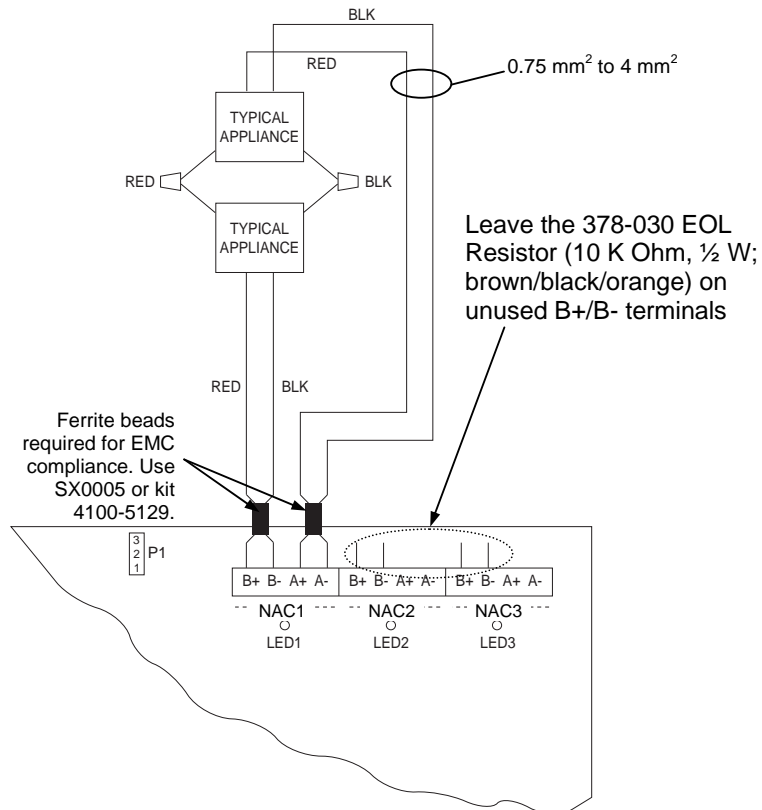 BLK
RED
0.75 mm² to 4 mm²
TYPICAL
APPLIANCE
RED
BLK
TYPICAL
APPLIANCE
Leave the 378-030 EOL
Resistor (10 K Ohm, ½ W;
brown/black/orange) on
unused B+/B- terminals
RED
BLK
Ferrite beads
required for EMC
compliance. Use
SX0005 or kit
4100-5129.
3
2
1
P1
B+ B- A+ A- B+ B- A+ A- B+ B- A+ A-
NAC1 NAC2 NAC3
LED1 LED2 LED3